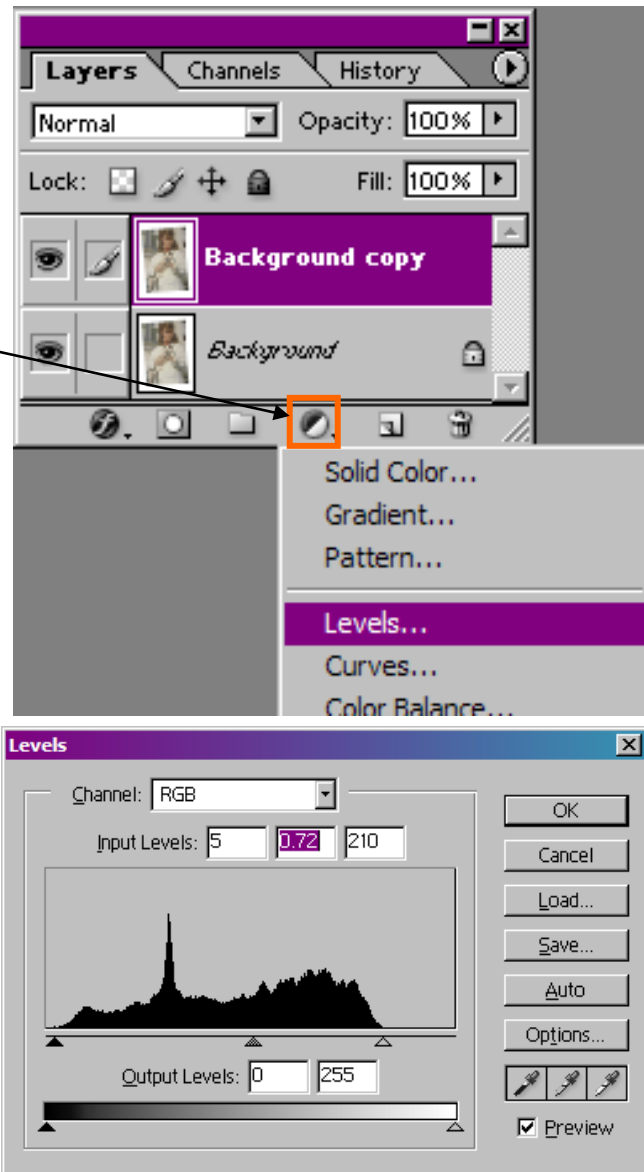 Layers Channels History
Normal Opacity: 100%
Lock: Fill: 100%
Background copy
Background
Solid Color...
Gradient...
Pattern...
Levels...
Curves...
Color Balance...
Levels
Channel: RGB
Input Levels: 5 0.72 210
Output Levels: 0 255
OK
Cancel
Load...
Save...
Auto
Options...
Preview